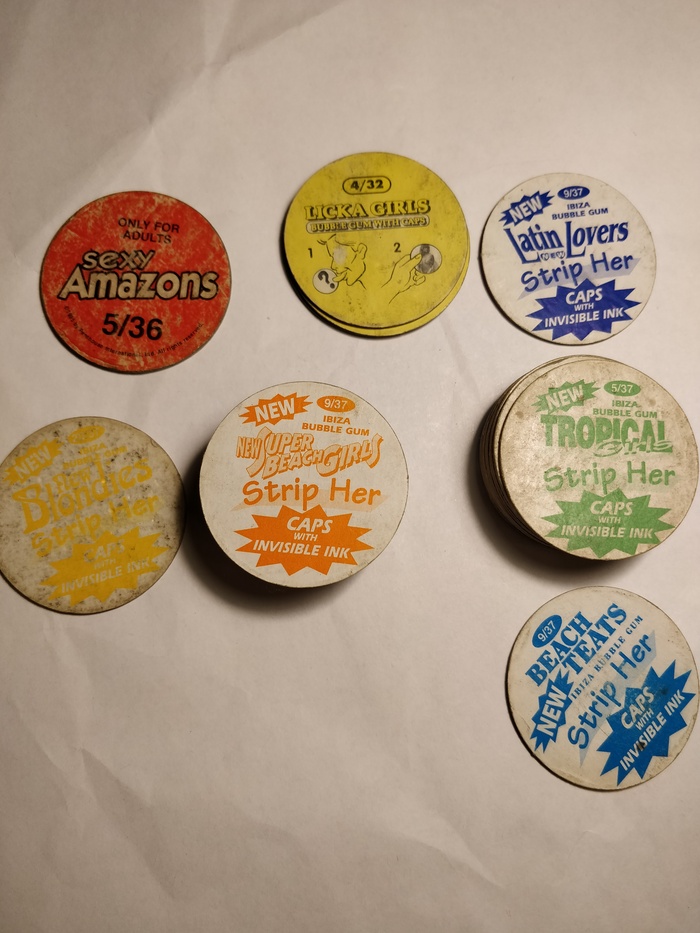 ONLY FOR
ADULTS
sexy
Amazons
5/36
4/32
LICKA GIRLS
BUBBLE GUM WITH CAPS
1
2
?
NEW
9/37
IBIZA
BUBBLE GUM
Latin Lovers
Strip Her
CAPS
WITH
INVISIBLE INK
NEW
Blondies
Strip Her
CAPS
WITH
INVISIBLE INK
NEW
9/37
IBIZA
BUBBLE GUM
NEW SUPER
BEACH GIRLS
Strip Her
CAPS
WITH
INVISIBLE INK
NEW
5/37
IBIZA
BUBBLE GUM
TROPICAL
Girls
Strip Her
CAPS
WITH
INVISIBLE INK
9/37
BEACH
TEATS
IBIZA BUBBLE GUM
NEW
Strip Her
CAPS
WITH
INVISIBLE INK